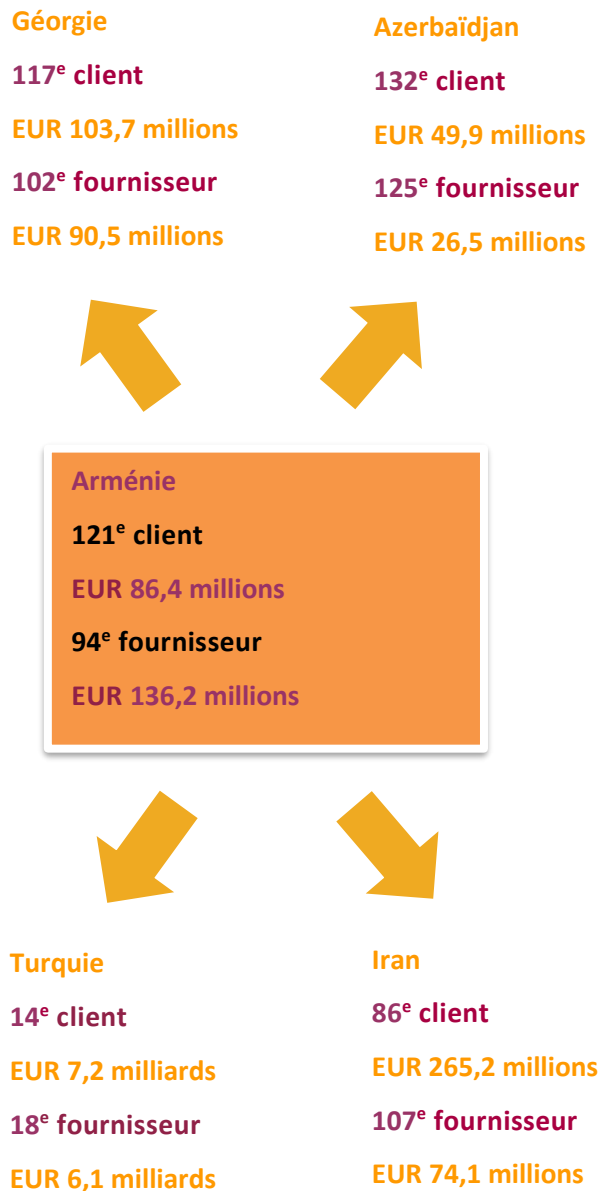 Géorgie
117e client
EUR 103,7 millions
102e fournisseur
EUR 90,5 millions
Azerbaïdjan
132e client
EUR 49,9 millions
125e fournisseur
EUR 26,5 millions
Arménie
121e client
EUR 86,4 millions
94e fournisseur
EUR 136,2 millions
Turquie
14e client
EUR 7,2 milliards
18e fournisseur
EUR 6,1 milliards
Iran
86e client
EUR 265,2 millions
107e fournisseur
EUR 74,1 millions